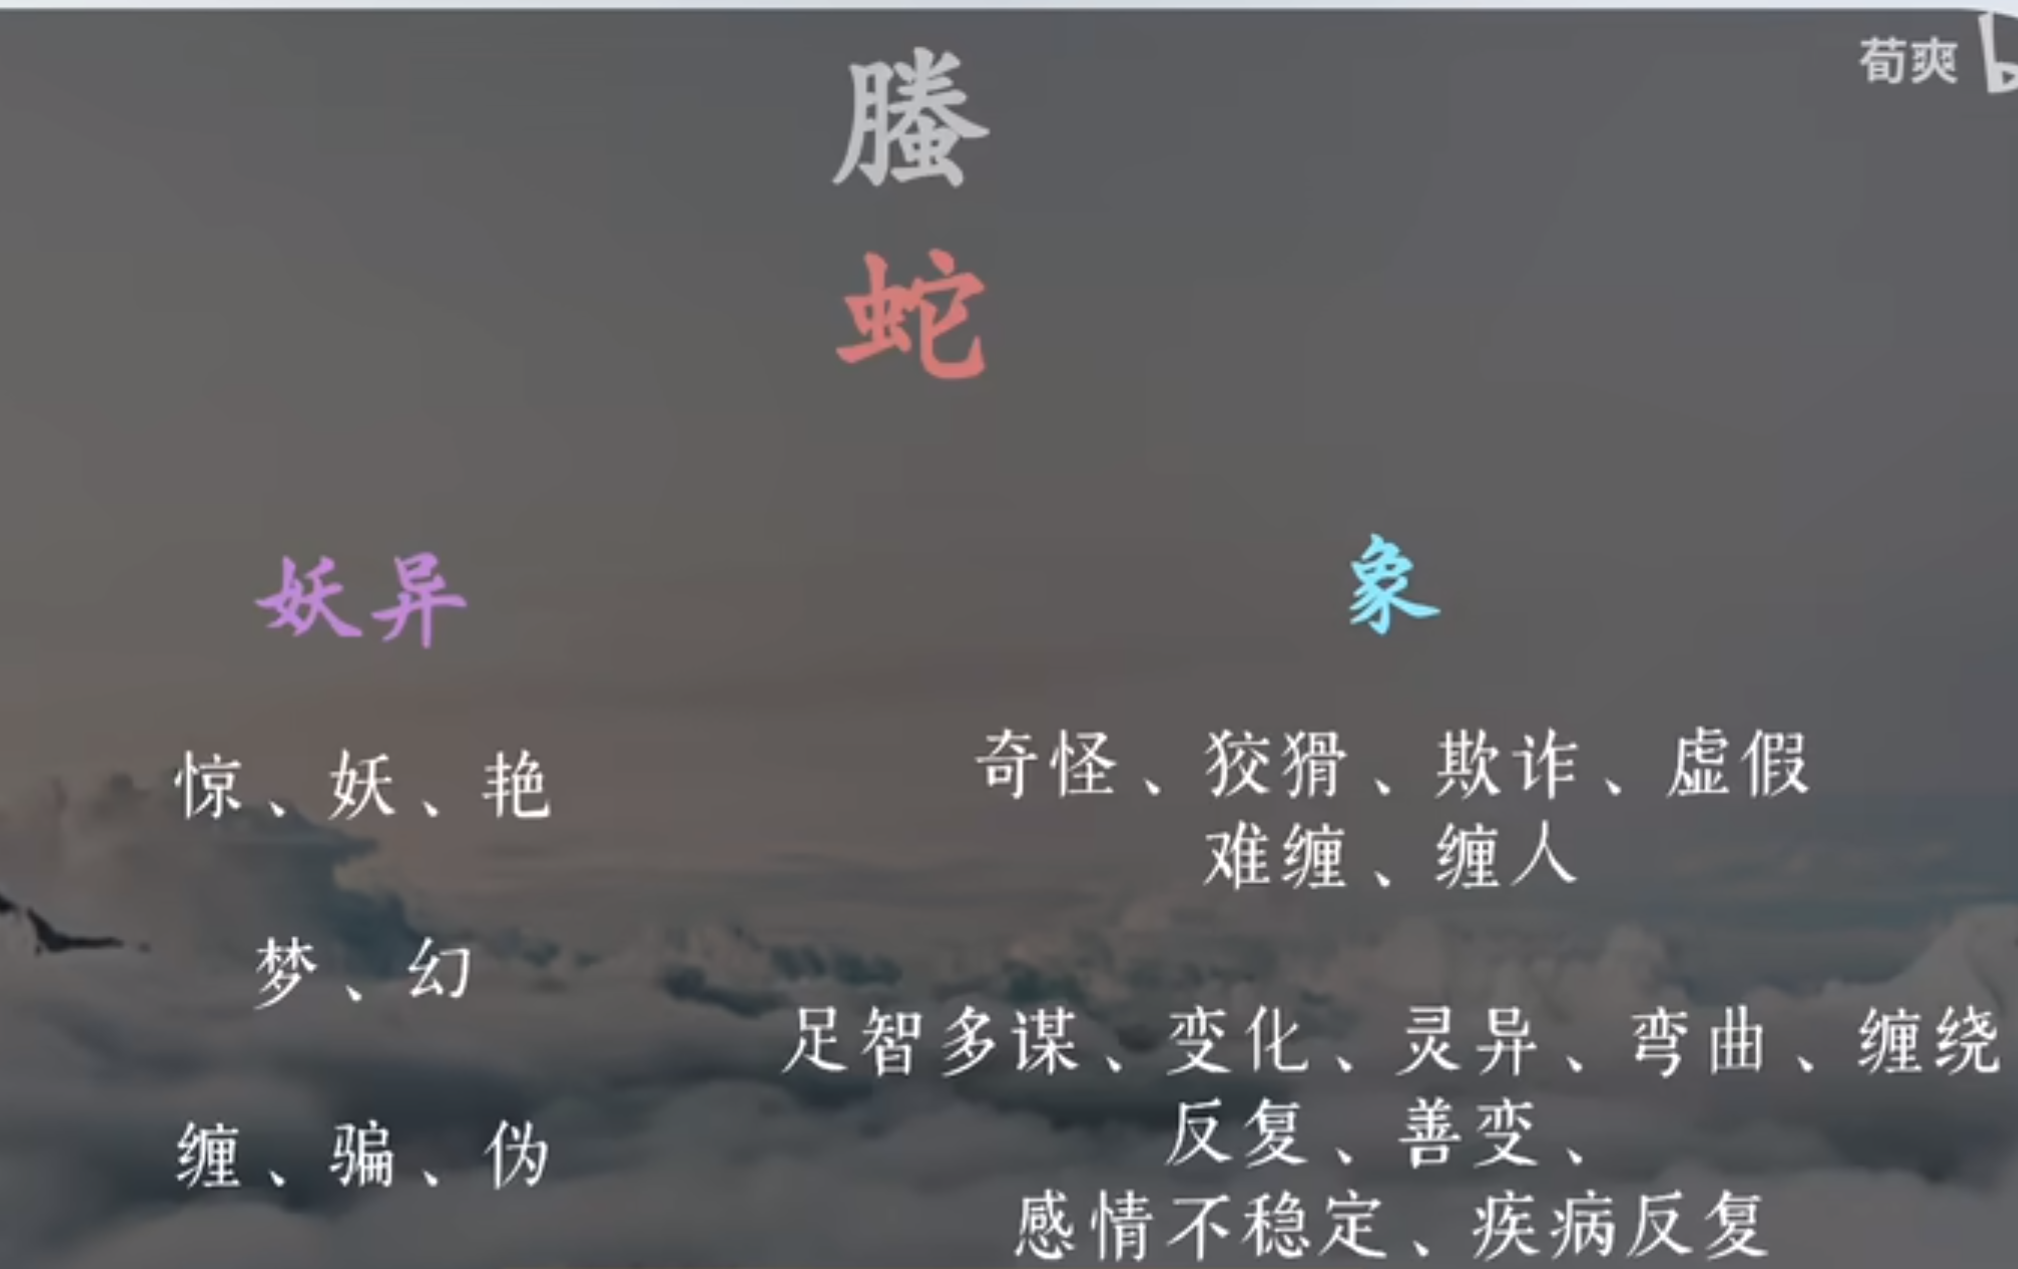 荀爽
螣
蛇
妖异
惊、妖、艳
梦、幻
缠、骗、伪
象
奇怪、狡猾、欺诈、虚假
难缠、缠人
足智多谋、变化、灵异、弯曲、缠绕
反复、善变、
感情不稳定、疾病反复